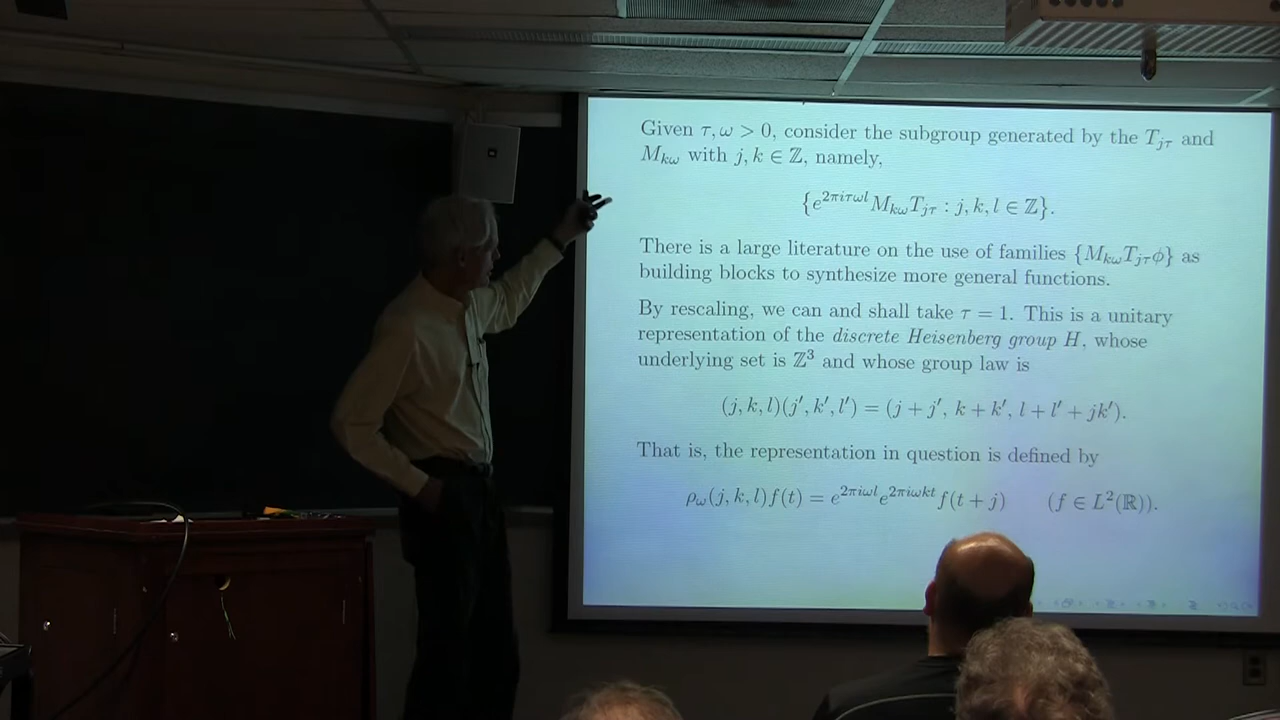 Given τ, ω > 0, consider the subgroup generated by the T_{jτ} and
M_{kω} with j, k ∈ ℤ, namely,
{e^{2πiτωl} M_{kω} T_{jτ} : j, k, l ∈ ℤ}.
There is a large literature on the use of families {M_{kω} T_{jτ} ϕ} as
building blocks to synthesize more general functions.
By rescaling, we can and shall take τ = 1. This is a unitary
representation of the discrete Heisenberg group H, whose
underlying set is ℤ³ and whose group law is
(j, k, l)(j′, k′, l′) = (j + j′, k + k′, l + l′ + jk′).
That is, the representation in question is defined by
ρ_ω(j, k, l)f(t) = e^{2πiωl} e^{2πiωkt} f(t + j) (f ∈ L²(ℝ)).